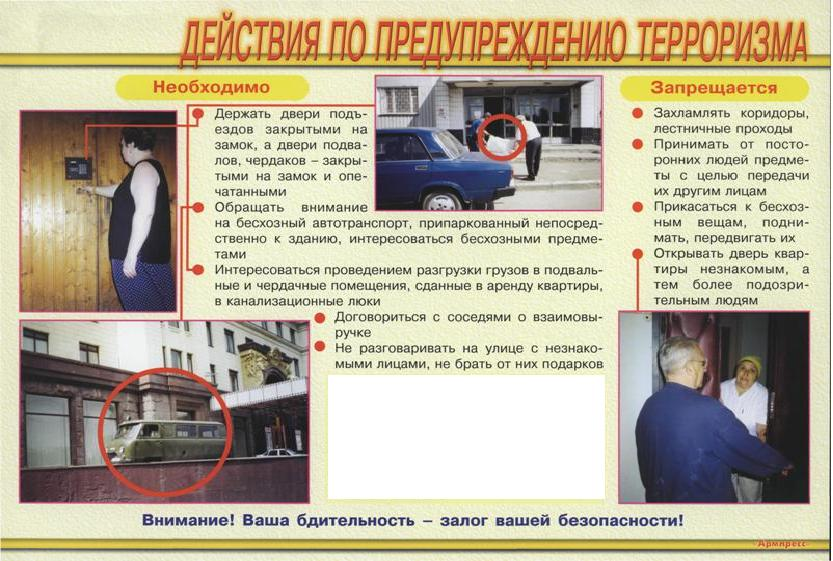 ДЕЙСТВИЯ ПО ПРЕДУПРЕЖДЕНИЮ ТЕРРОРИЗМА
Необходимо
Держать двери подъ-
ездов закрытыми на
замок, а двери подва-
лов, чердаков – закры-
тыми на замок и опе-
чатанными
Обращать внимание
на бесхозный автотранспорт, припаркованный непосред-
ственно к зданию, интересоваться бесхозными предме-
тами
Интересоваться проведением разгрузки грузов в подваль-
ные и чердачные помещения, сданные в аренду квартиры,
в канализационные люки
Договориться с соседями о взаимовы-
ручке
Не разговаривать на улице с незнако-
мыми лицами, не брать от них подарков
Запрещается
Захламлять коридоры,
лестничные проходы
Принимать от посто-
ронних людей предме-
ты с целью передачи
их другим лицам
Прикасаться к бесхоз-
ным вещам, подни-
мать, передвигать их
Открывать дверь квар-
тиры незнакомым, а
тем более подозри-
тельным людям
Внимание! Ваша бдительность – залог вашей безопасности!
«Армпресс»